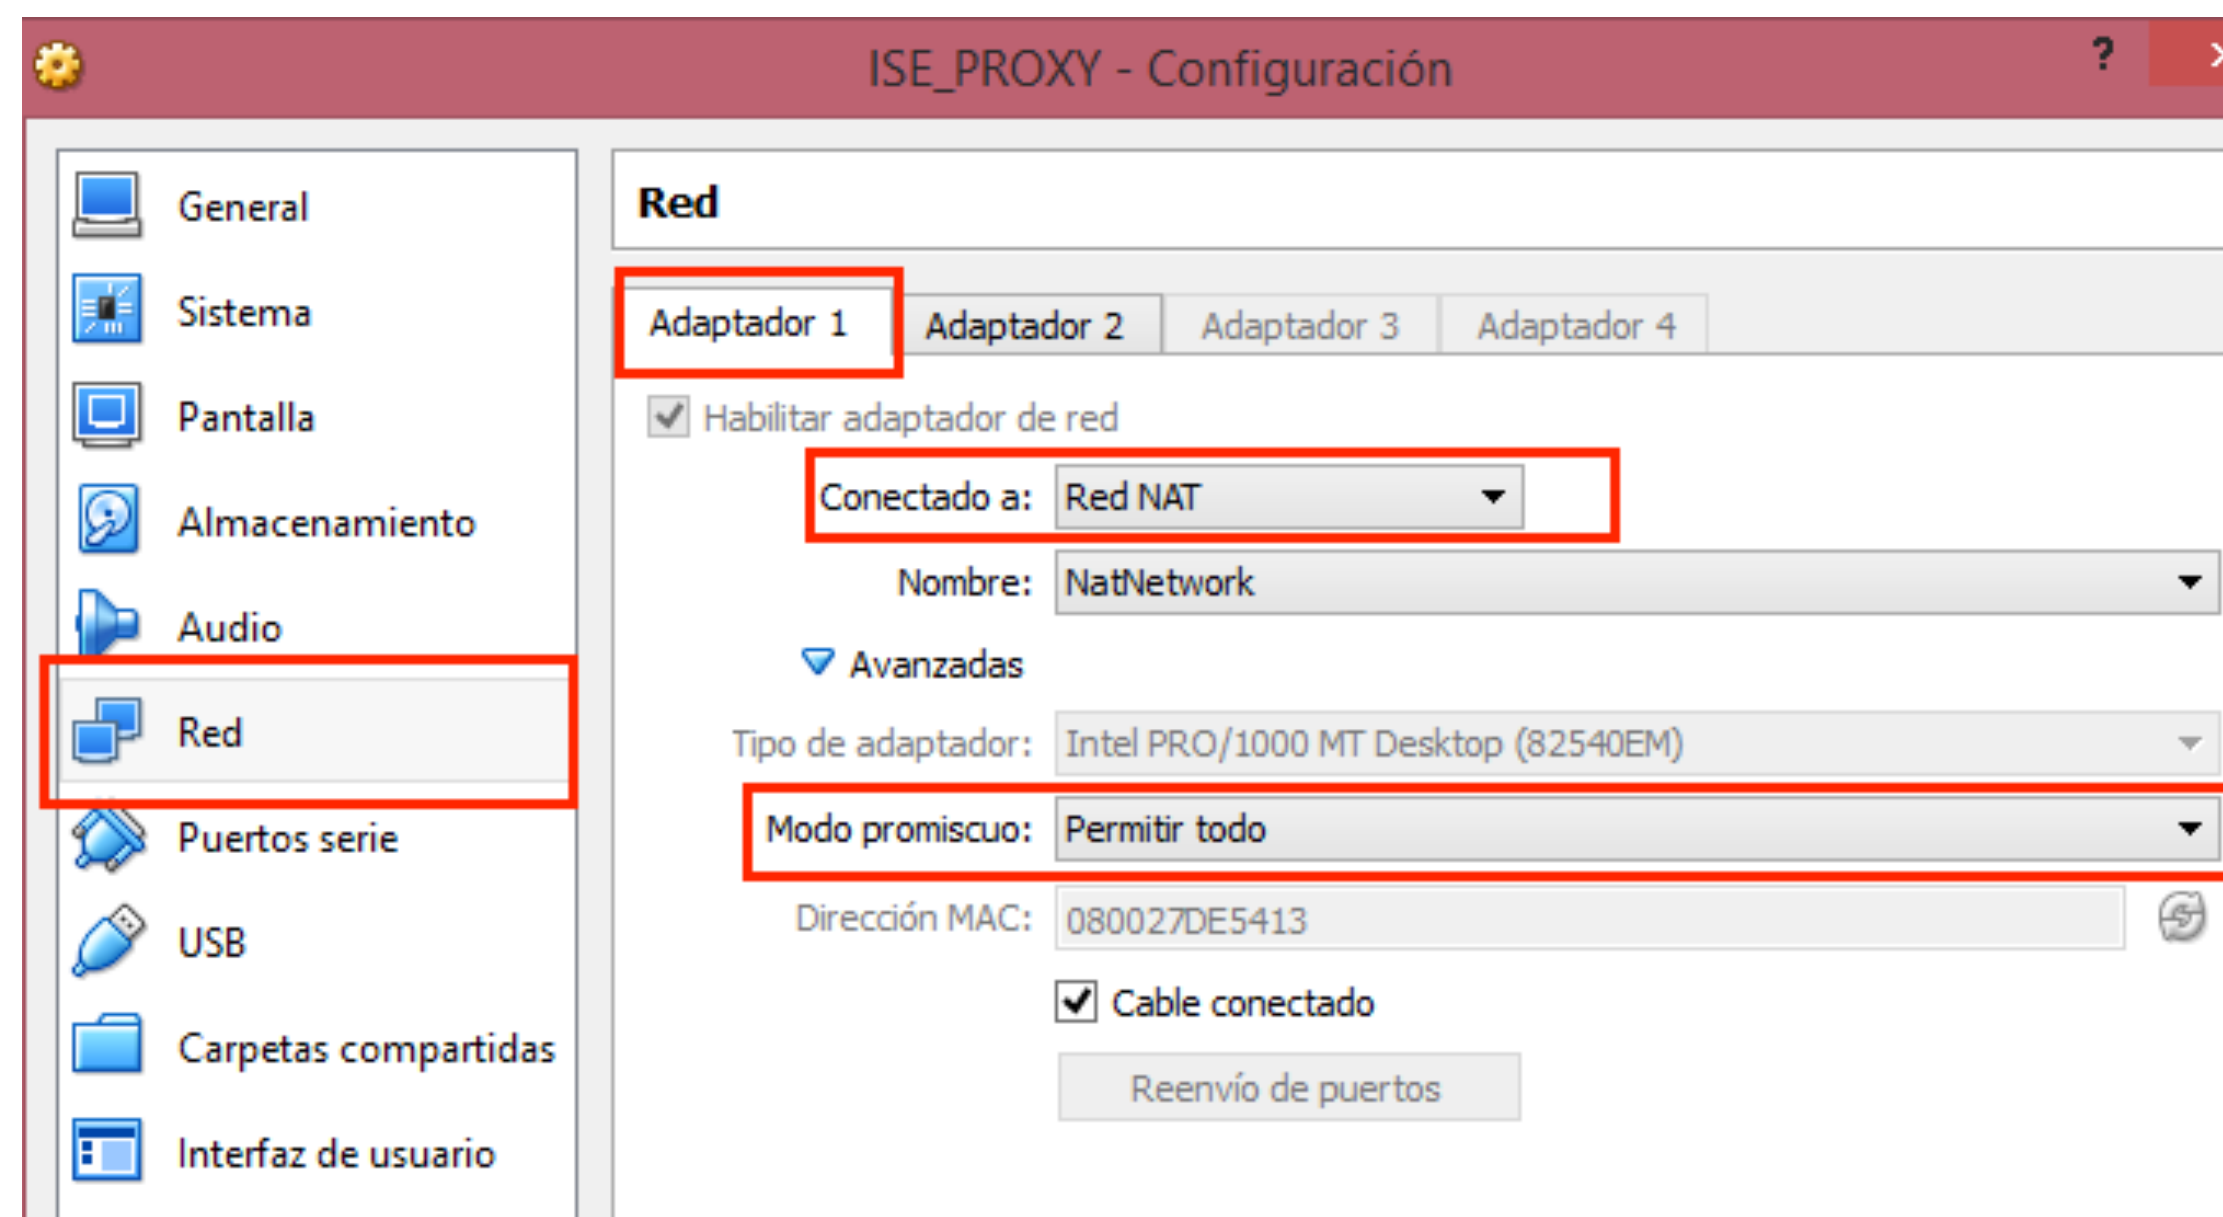 ISE_PROXY - Configuración
?
General
Sistema
Pantalla
Almacenamiento
Audio
Red
Puertos serie
USB
Carpetas compartidas
Interfaz de usuario
Red
Adaptador 1 Adaptador 2 Adaptador 3 Adaptador 4
Habilitar adaptador de red
Conectado a: Red NAT
Nombre: NatNetwork
Avanzadas
Tipo de adaptador: Intel PRO/1000 MT Desktop (82540EM)
Modo promiscuo: Permitir todo
Dirección MAC: 080027DE5413
Cable conectado
Reenvío de puertos